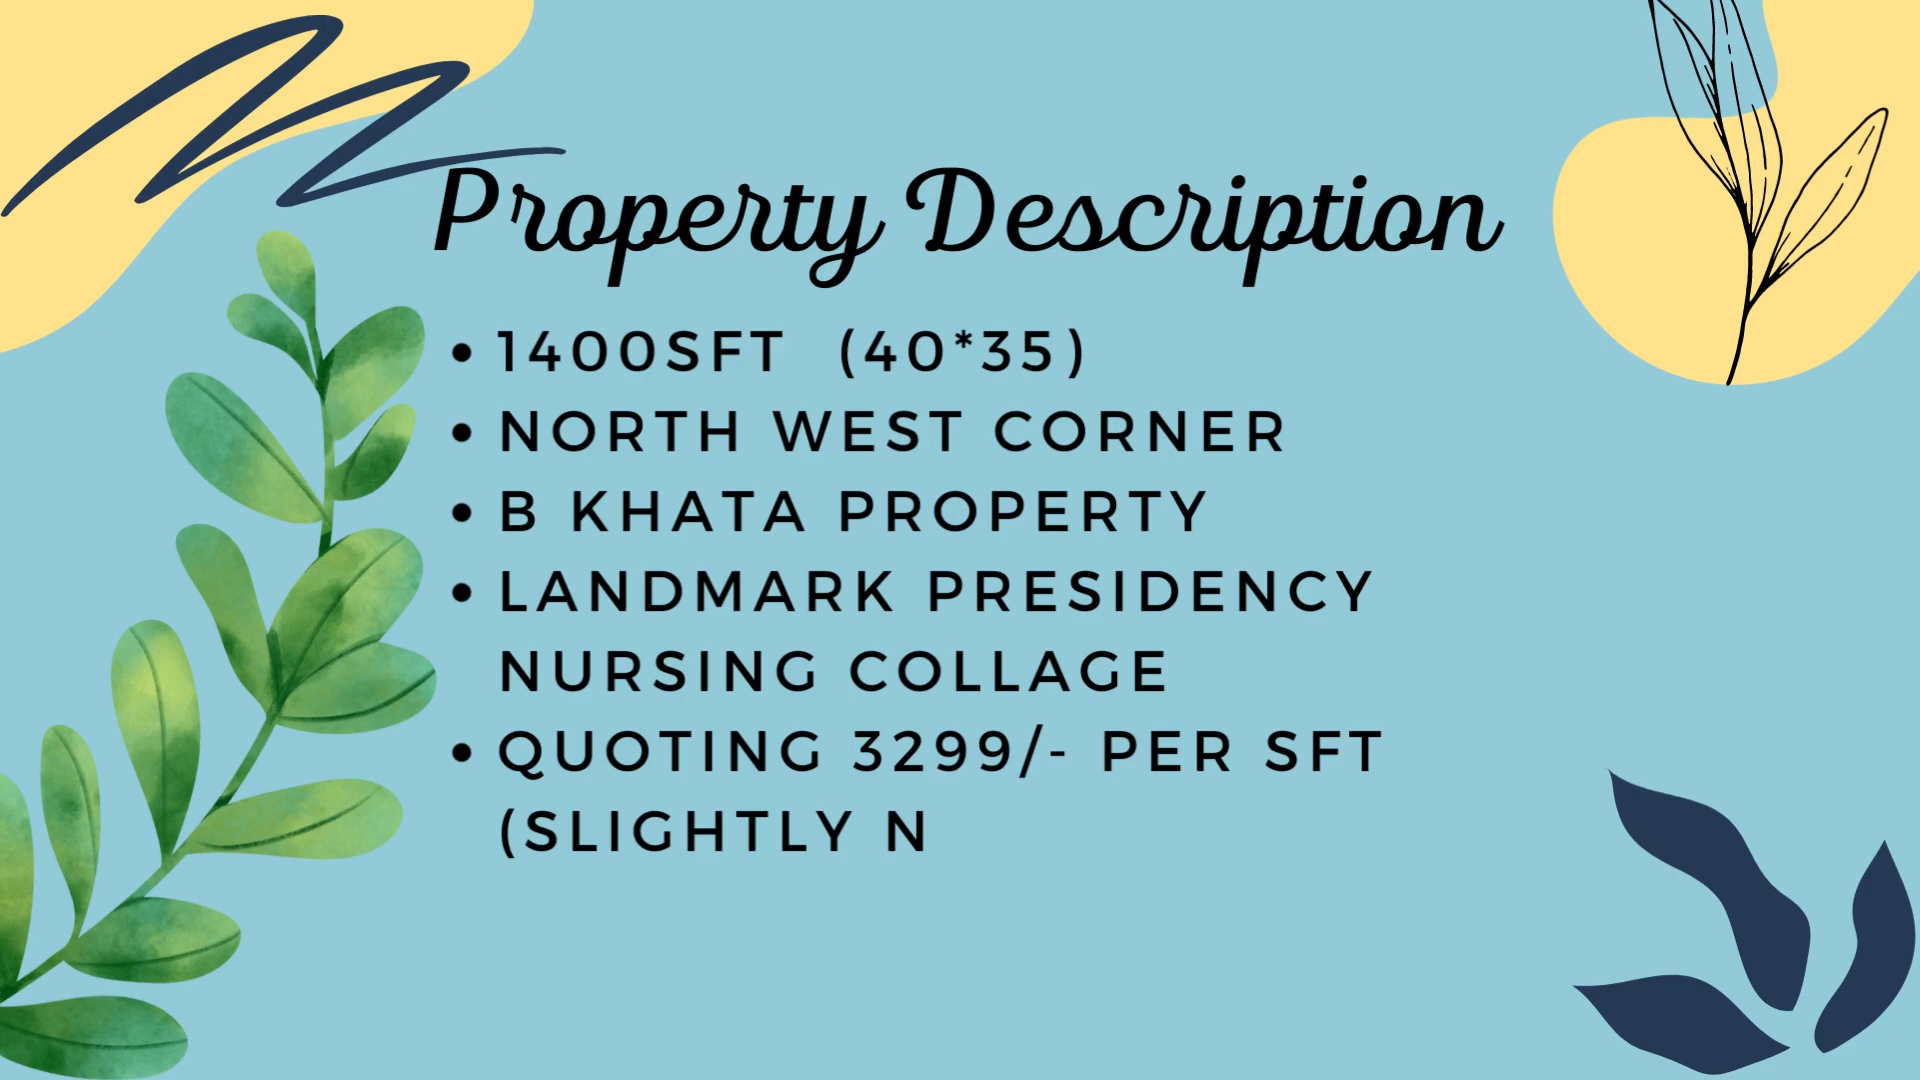 Property Description
• 1400SFT (40*35)
• NORTH WEST CORNER
• B KHATA PROPERTY
• LANDMARK PRESIDENCY
NURSING COLLAGE
• QUOTING 3299/- PER SFT
(SLIGHTLY N